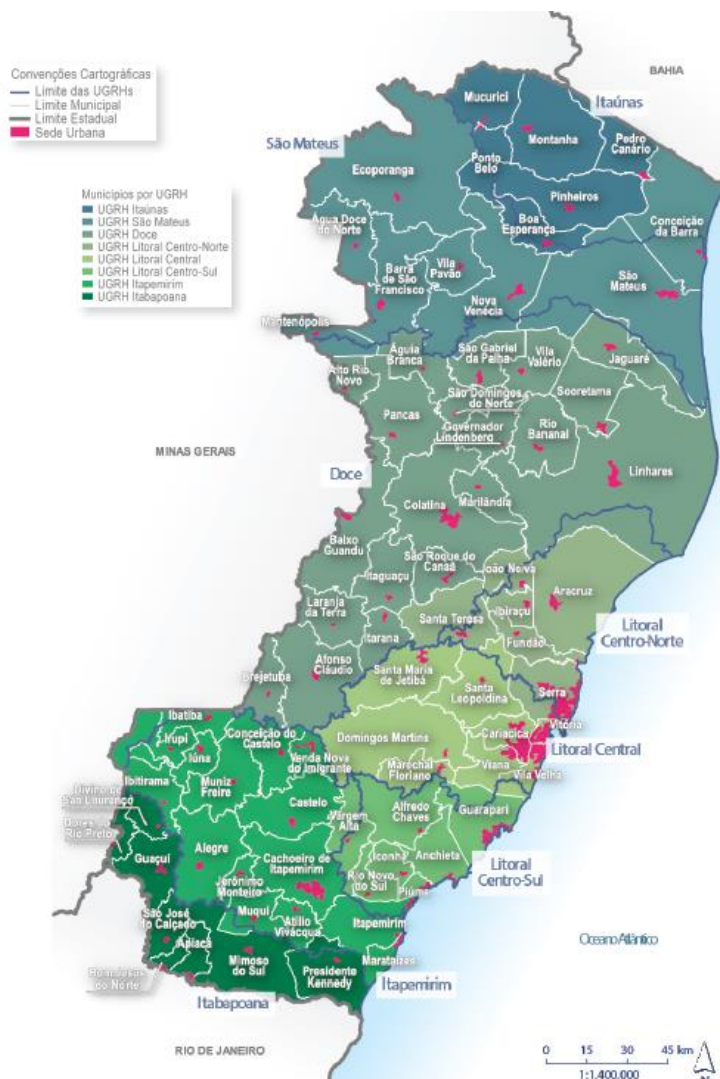 Convenções Cartográficas
Limite das UGRHs
Limite Municipal
Limite Estadual
Sede Urbana
Municípios por UGRH
UGRH Itaúnas
UGRH São Mateus
UGRH Doce
UGRH Litoral Centro-Norte
UGRH Litoral Central
UGRH Litoral Centro-Sul
UGRH Itapemirim
UGRH Itabapoana
BAHIA
Itaúnas
Mucurici
Montanha
Pedro
Canário
São Mateus
Ponto
Belo
Ecoporanga
Pinheiros
Água Doce
do Norte
Boa
Esperança
Conceição
da Barra
Vila
Pavão
Barra
de São
Francisco
São
Mateus
Nova
Venécia
Mantenópolis
Águia
Branca
São Gabriel
da Palha
Vila
Valério
Jaguaré
Alto Rio
Novo
São Domingos
do Norte
Sooretama
Pancas
Governador
Lindenberg
Rio
Bananal
MINAS GERAIS
Doce
Linhares
Colatina
Marilândia
Baixo
Guandu
São Roque do
Canaã
João Neiva
Itaguaçu
Aracruz
Laranja
da Terra
Santa Teresa
Ibiraçu
Litoral
Centro-Norte
Itarana
Fundão
Afonso
Cláudio
Santa Maria
de Jetibá
Brejetuba
Santa
Leopoldina
Serra
Ibatiba
Vitória
Irupi
Conceição do
Castelo
Domingos Martins
Cariacica
Litoral Central
Iúna
Venda Nova
do Imigrante
Marechal
Floriano
Viana
Vila Velha
Ibitirama
Muniz
Freire
Divino de
São Lourenço
Castelo
Vargem
Alta
Alfredo
Chaves
Guarapari
Dores do
Rio Preto
Guaçuí
Alegre
Cachoeiro de
Itapemirim
Iconha
Anchieta
Litoral
Centro-Sul
Jerônimo
Monteiro
Rio Novo
do Sul
Piúma
São José
do Calçado
Muqui
Atílio
Vivácqua
Itapemirim
Oceano Atlântico
Apiacá
Mimoso
do Sul
Presidente
Kennedy
Marataízes
Bom Jesus
do Norte
Itapemirim
Itabapoana
RIO DE JANEIRO
0 15 30 45 km
1:1.400.000
N